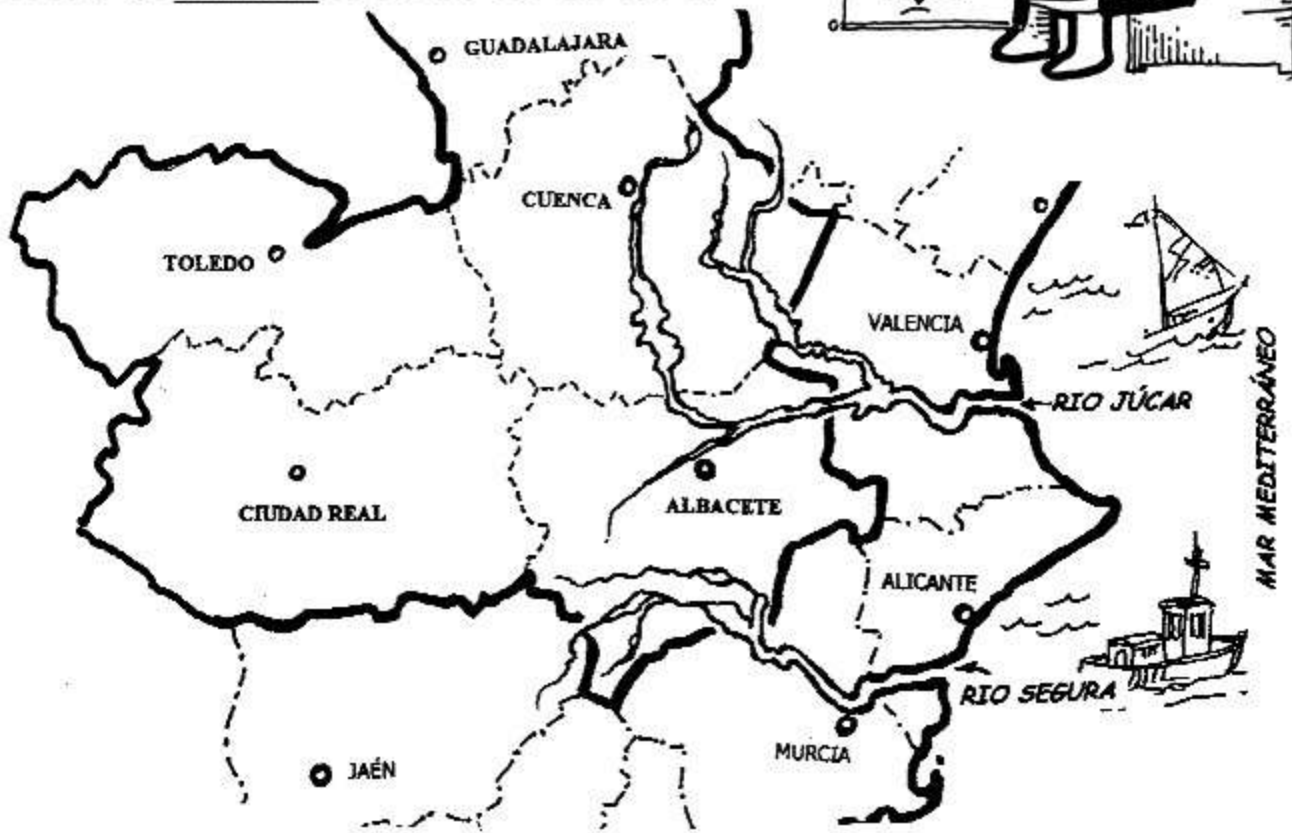 GUADALAJARA
CUENCA
TOLEDO
VALENCIA
RIO JÚCAR
MAR MEDITERRÁNEO
CIUDAD REAL
ALBACETE
ALICANTE
RIO SEGURA
MURCIA
JAÉN